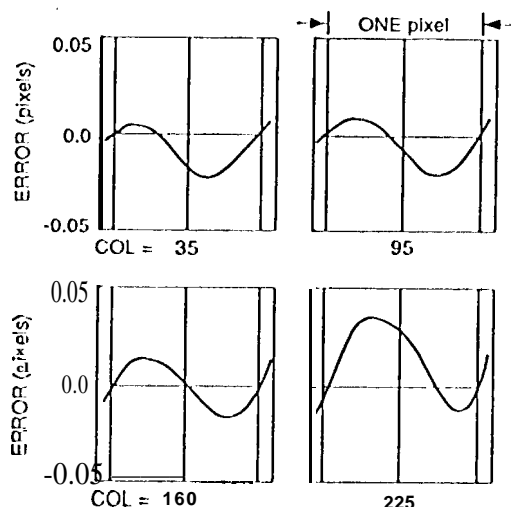 ONE pixel
0.05
0.0
-0.05
ERROR (pixels)
COL = 35
95
0.05
0.0
-0.05
ERROR (pixels)
COL = 160
225